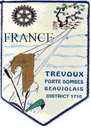 FRANCE
TREVOUX
PORTE DOMBES
BEAUJOLAIS
DISTRICT 1710